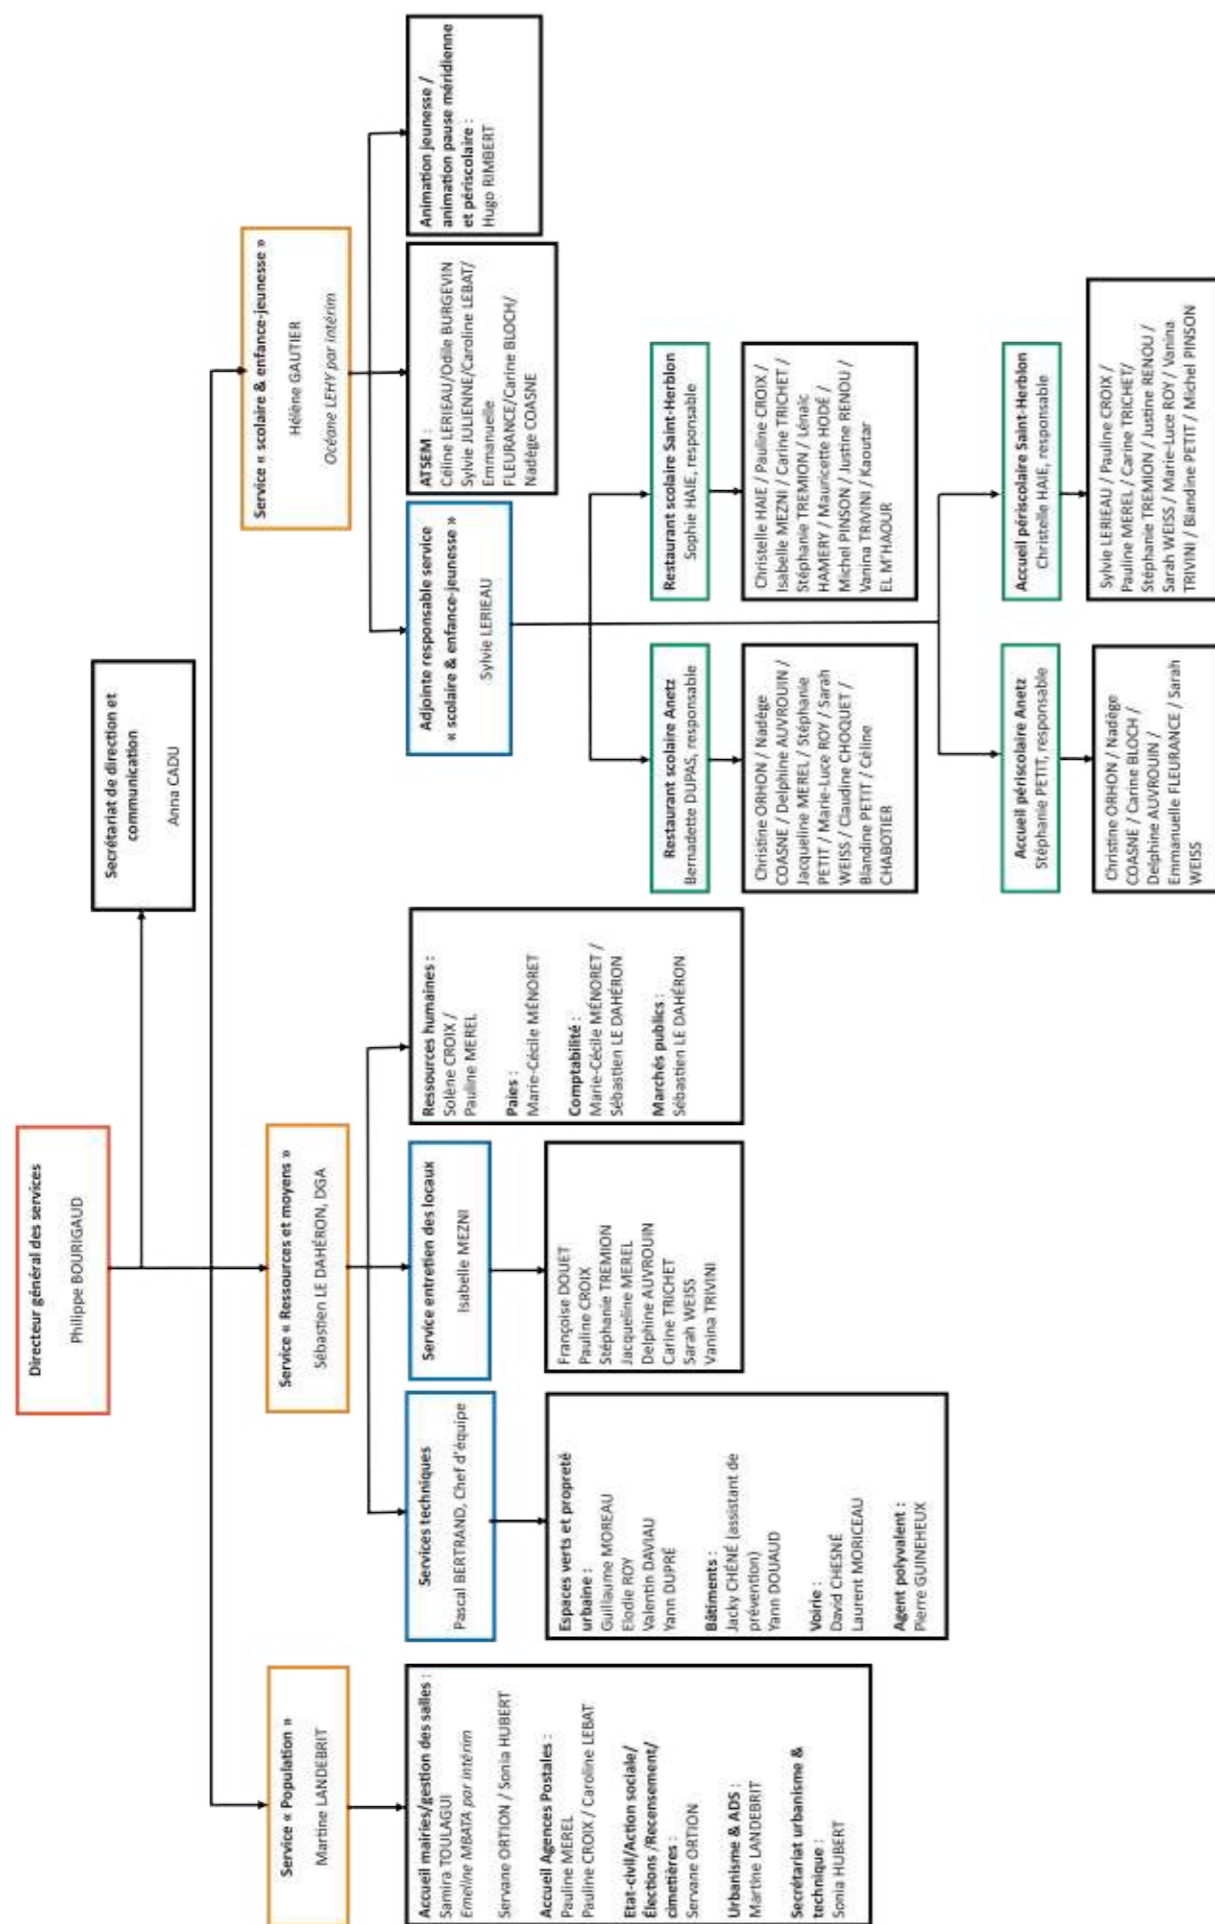 Directeur général des services
Philippe BOURIGAUD
Secrétariat de direction et
communication
Anna CADU
Service « Population »
Martine LANDEBRIT
Accueil mairies/gestion des salles :
Samira TOULAGUI
Emeline MBATA par intérim
Servane ORTION / Sonia HUBERT
Accueil Agences Postales :
Pauline MEREL
Pauline CROIX / Caroline LEBAT
Etat-civil/Action sociale/
Élections /Recensement/
cimetières :
Servane ORTION
Urbanisme & ADS :
Martine LANDEBRIT
Secrétariat urbanisme &
technique :
Sonia HUBERT
Service « Ressources et moyens »
Sébastien LE DAHÉRON, DGA
Services techniques
Pascal BERTRAND, Chef d'équipe
Espaces verts et propreté
urbaine :
Guillaume MOREAU
Elodie ROY
Valentin DAVIAU
Yann DUPRÉ
Bâtiments :
Jacky CHÉNÉ (assistant de
prévention)
Yann DOUAUD
Voirie :
David CHESNÉ
Laurent MORICEAU
Agent polyvalent :
Pierre GUINEHEUX
Service entretien des locaux
Isabelle MEZNI
Françoise DOUET
Pauline CROIX
Stéphanie TREMION
Jacqueline MEREL
Delphine AUVROUIN
Carine TRICHET
Sarah WEISS
Vanina TRIVINI
Ressources humaines :
Solène CROIX /
Pauline MEREL
Paies :
Marie-Cécile MÉNORET
Comptabilité :
Marie-Cécile MÉNORET /
Sébastien LE DAHÉRON
Marchés publics :
Sébastien LE DAHÉRON
Service « scolaire & enfance-jeunesse »
Hélène GAUTIER
Océane LEHY par intérim
Adjointe responsable service
« scolaire & enfance-jeunesse »
Sylvie LERIEAU
ATSEM :
Céline LERIEAU/Odile BURGEVIN
Sylvie JULIENNE/Caroline LEBAT/
Emmanuelle
FLEURANCE/Carine BLOCH/
Nadège COASNE
Animation jeunesse /
animation pause méridienne
et périscolaire :
Hugo RIMBERT
Restaurant scolaire Anetz
Bernadette DUPAS, responsable
Christine ORHON / Nadège
COASNE / Delphine AUVROUIN /
Jacqueline MEREL / Stéphanie
PETIT / Marie-Luce ROY / Sarah
WEISS / Claudine CHOQUET /
Blandine PETIT / Céline
CHABOTIER
Restaurant scolaire Saint-Herblon
Sophie HAIE, responsable
Christelle HAIE / Pauline CROIX /
Isabelle MEZNI / Carine TRICHET /
Stéphanie TREMION / Lénaïc
HAMERY / Mauricette HODÉ /
Michel PINSON / Justine RENOU /
Vanina TRIVINI / Kaoutar
EL M'HAOUR
Accueil périscolaire Anetz
Stéphanie PETIT, responsable
Christine ORHON / Nadège
COASNE / Carine BLOCH /
Delphine AUVROUIN /
Emmanuelle FLEURANCE / Sarah
WEISS
Accueil périscolaire Saint-Herblon
Christelle HAIE, responsable
Sylvie LERIEAU / Pauline CROIX /
Pauline MEREL / Carine TRICHET/
Stéphanie TREMION / Justine RENOU /
Sarah WEISS / Marie-Luce ROY / Vanina
TRIVINI / Blandine PETIT / Michel PINSON